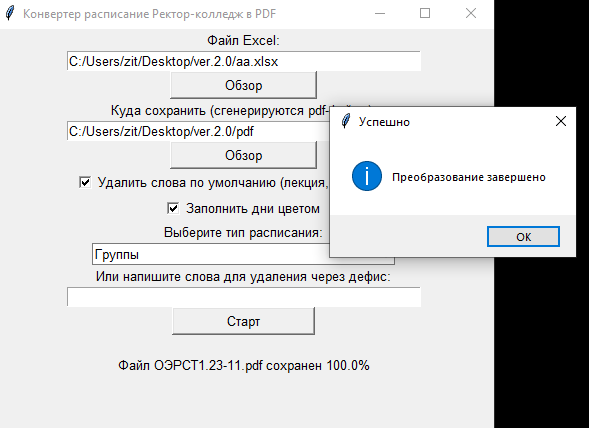 Конвертер расписание Ректор-колледж в PDF
Файл Excel:
C:/Users/zit/Desktop/ver.2.0/aa.xlsx
Обзор
Куда сохранить (сгенерируются pdf-
C:/Users/zit/Desktop/ver.2.0/pdf
Обзор
Удалить слова по умолчанию (лекция,
Заполнить дни цветом
Выберите тип расписания:
Группы
Или напишите слова для удаления через дефис:
Старт
Файл ОЭРСТ1.23-11.pdf сохранен 100.0%
Успешно
Преобразование завершено
OK